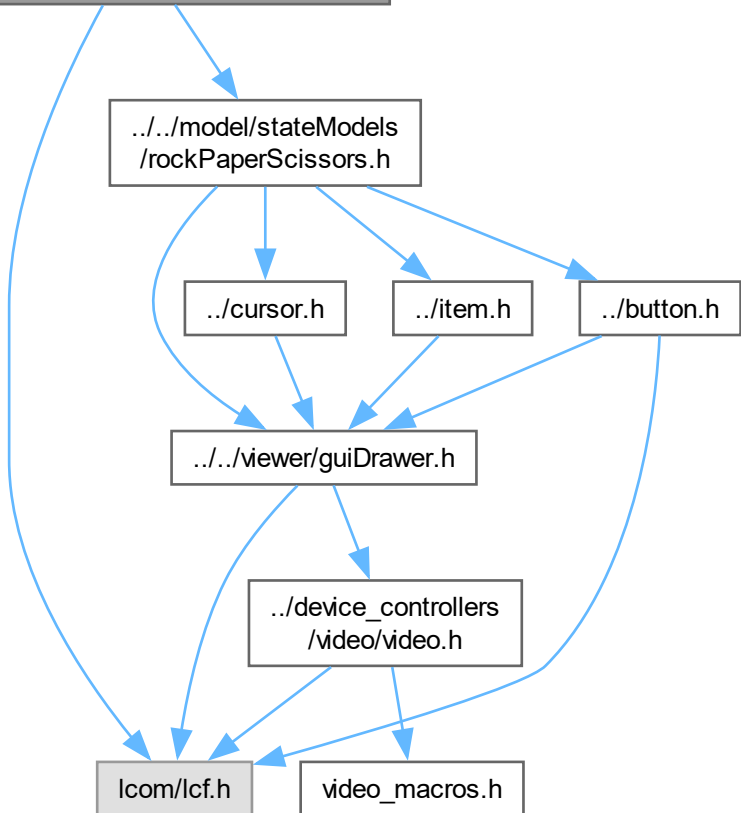 ../../model/stateModels
/rockPaperScissors.h
../cursor.h
../item.h
../button.h
../../viewer/guiDrawer.h
../device_controllers
/video/video.h
lcom/lcf.h
video_macros.h